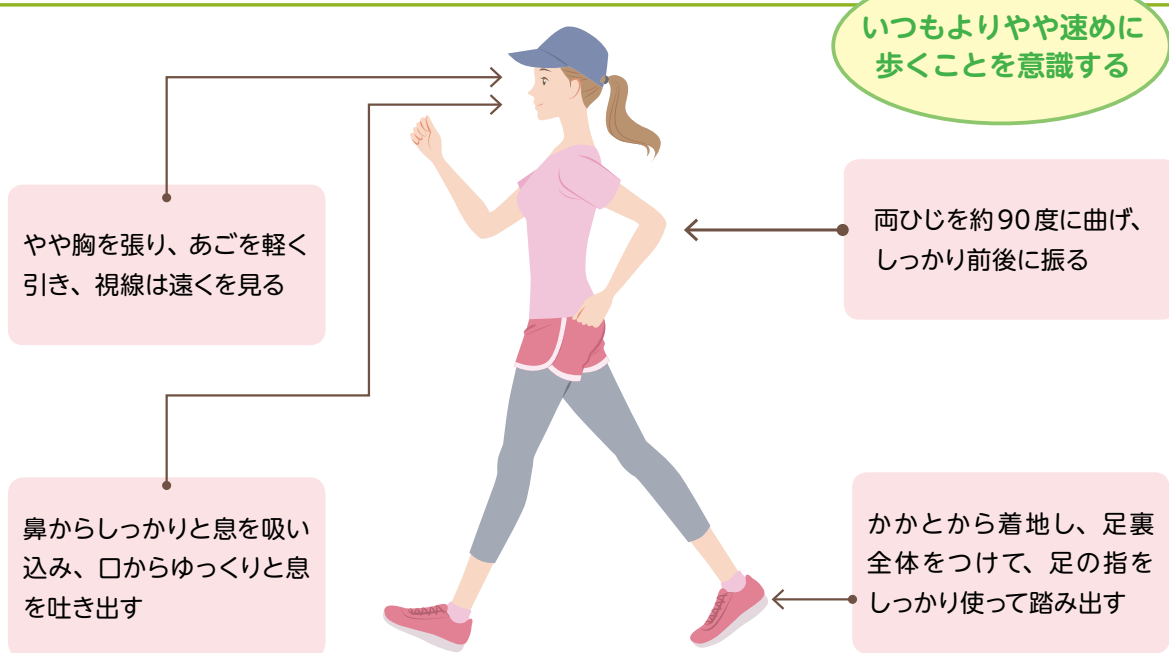 いつもよりやや速めに
歩くことを意識する
やや胸を張り、あごを軽く
引き、視線は遠くを見る
両ひじを約90度に曲げ、
しっかり前後に振る
鼻からしっかりと息を吸い
込み、口からゆっくりと息
を吐き出す
かかとから着地し、足裏
全体をつけて、足の指を
しっかり使って踏み出す